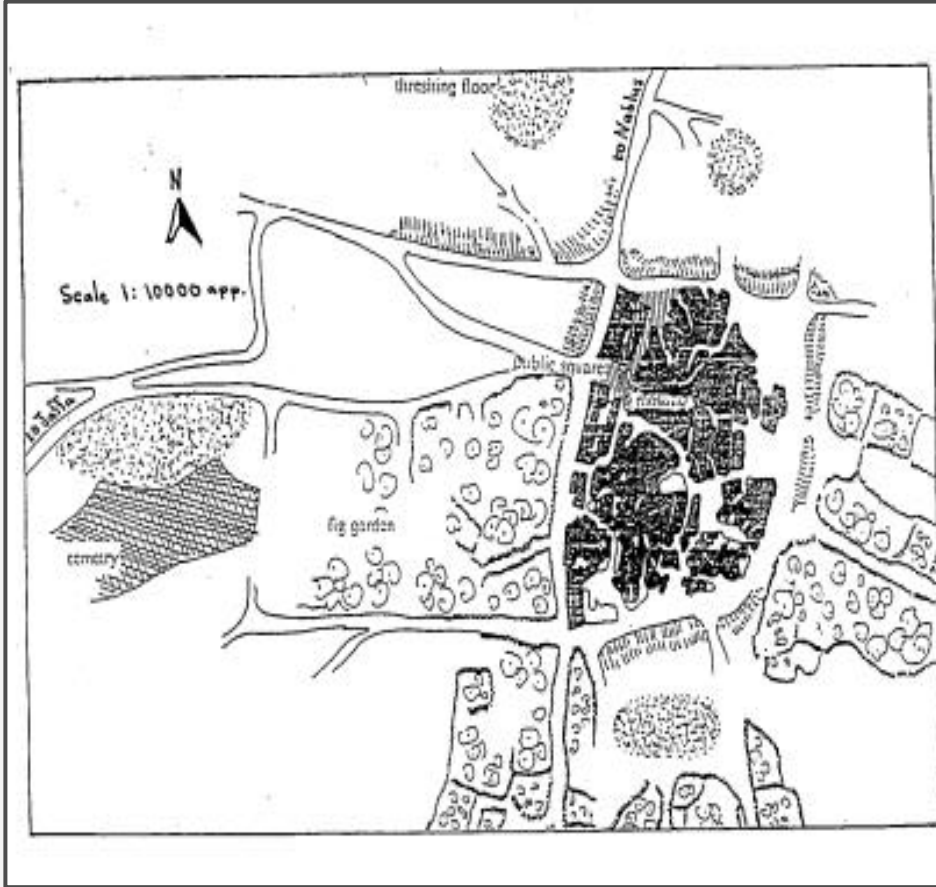 threshing floor
to Nablus
N
Scale 1:10000 app.
public square
to Jaffa
fig garden
cemetry